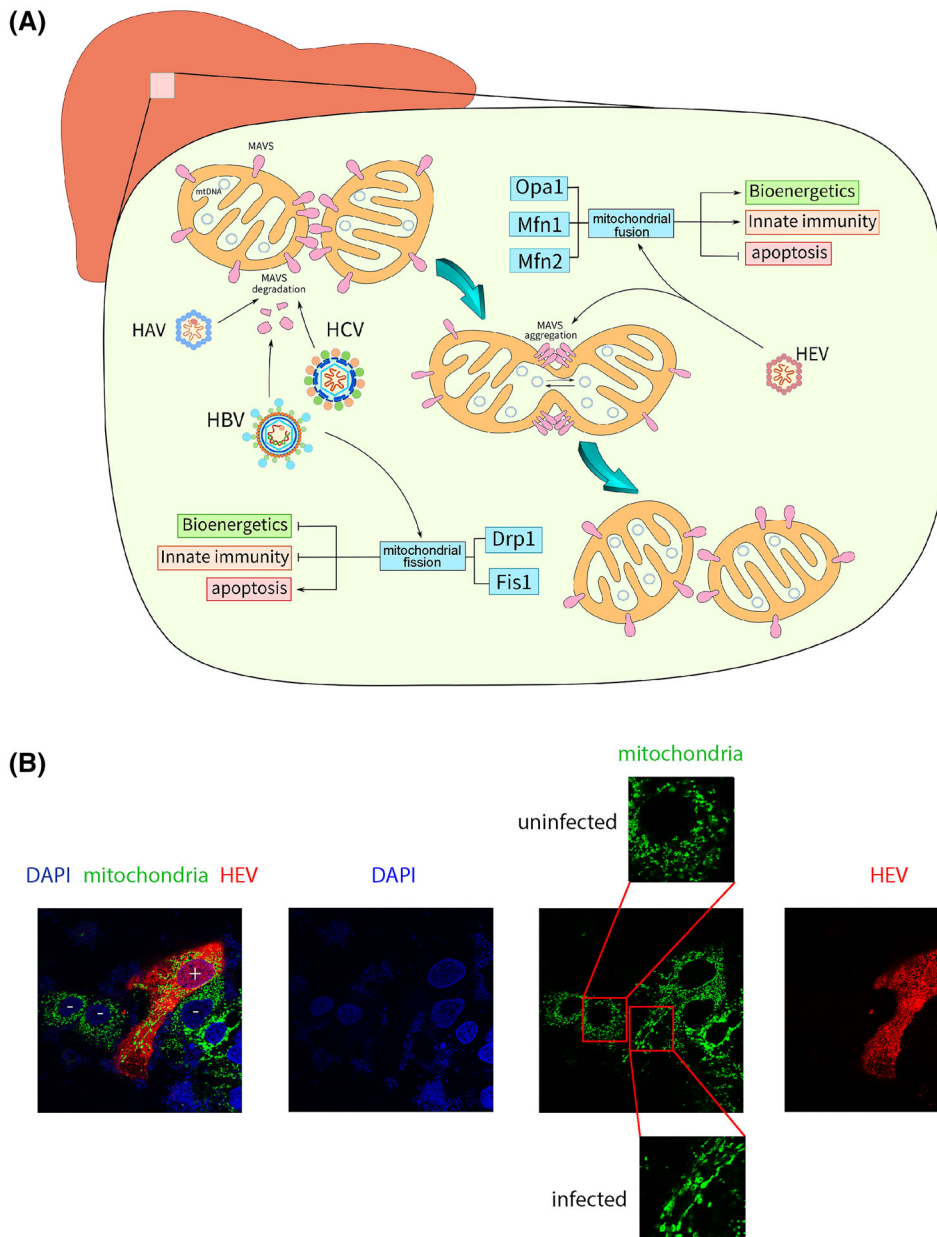 (A)
MAVS
mtDNA
MAVS
degradation
HAV
HCV
HBV
Opa1
Mfn1
Mfn2
mitochondrial
fusion
Bioenergetics
Innate immunity
apoptosis
MAVS
aggregation
HEV
Bioenergetics
Innate immunity
apoptosis
mitochondrial
fission
Drp1
Fis1
(B)
mitochondria
uninfected
DAPI mitochondria HEV
DAPI
HEV
+
- - -
infected